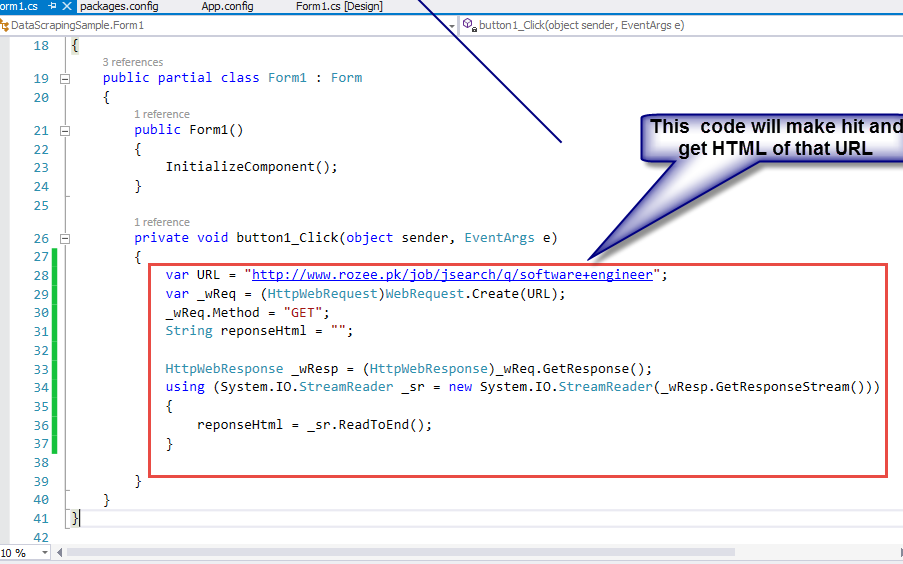 orm1.cs packages.config App.config Form1.cs [Design]
DataScrapingSample.Form1 button1_Click(object sender, EventArgs e)
18 {
3 references
19 public partial class Form1 : Form
20 {
1 reference
21 public Form1()
22 {
23 InitializeComponent();
24 }
25
1 reference
26 private void button1_Click(object sender, EventArgs e)
27 {
28 var URL = "http://www.rozee.pk/job/jsearch/q/software+engineer";
29 var _wReq = (HttpWebRequest)WebRequest.Create(URL);
30 _wReq.Method = "GET";
31 String reponseHtml = "";
32
33 HttpWebResponse _wResp = (HttpWebResponse)_wReq.GetResponse();
34 using (System.IO.StreamReader _sr = new System.IO.StreamReader(_wResp.GetResponseStream()))
35 {
36 reponseHtml = _sr.ReadToEnd();
37 }
38
39 }
40 }
41 }
42
10 %
This code will make hit and
get HTML of that URL